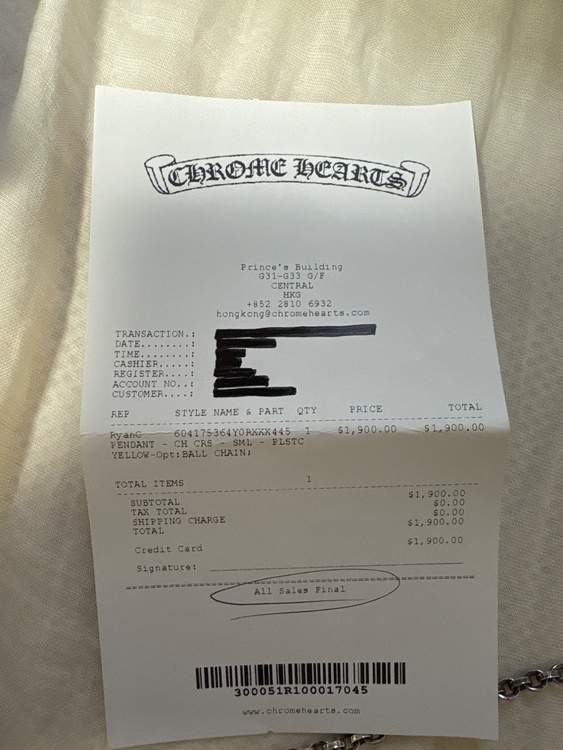 CHROME HEARTS
Prince's Building
G31-G33 G/F
CENTRAL
HKG
+852 2810 6932
hongkong@chromehearts.com
TRANSACTION.:
DATE........:
TIME........:
CASHIER.....:
REGISTER....:
ACCOUNT NO..:
CUSTOMER....:
REP STYLE NAME & PART QTY PRICE TOTAL
RyanC 604175364Y0RXXX445 1 $1,900.00 $1,900.00
PENDANT - CH CRS - SML - PLSTC
YELLOW-Opt:BALL CHAIN;
TOTAL ITEMS 1
SUBTOTAL $1,900.00
TAX TOTAL $0.00
SHIPPING CHARGE $0.00
TOTAL $1,900.00
Credit Card $1,900.00
Signature:
All Sales Final
300051R100017045
www.chromehearts.com